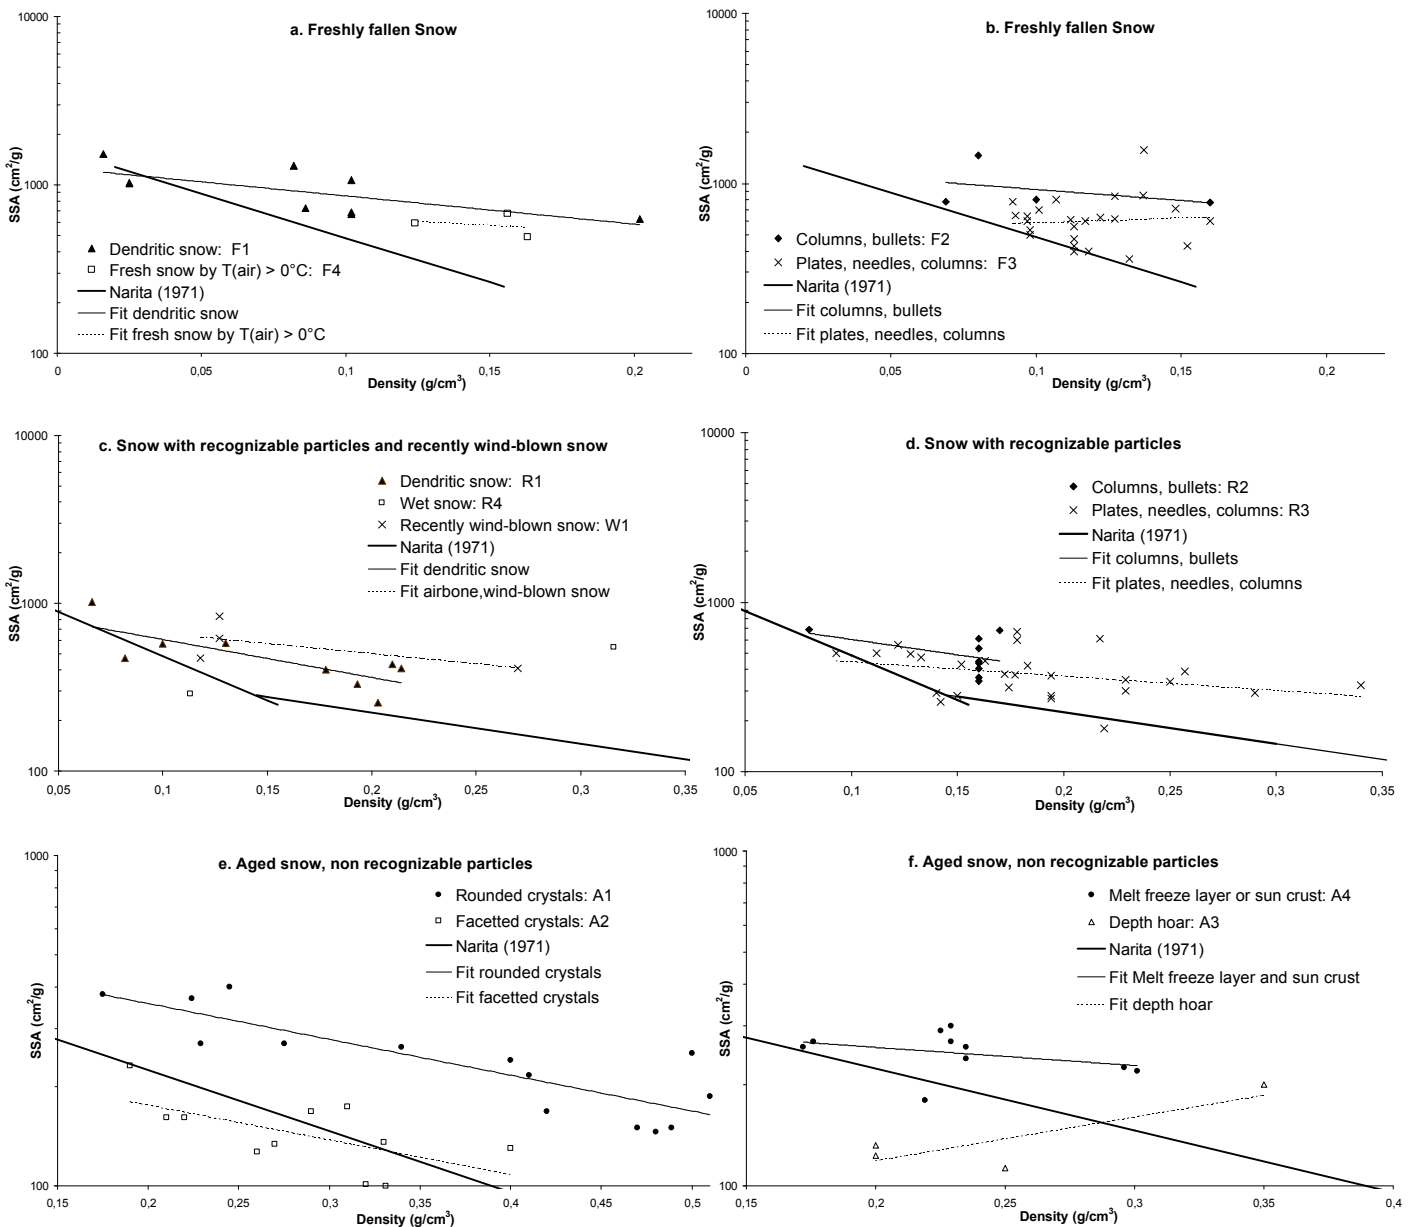 a. Freshly fallen Snow
10000
1000
100
SSA (cm²/g)
Dendritic snow: F1
Fresh snow by T(air) > 0°C: F4
Narita (1971)
Fit dendritic snow
Fit fresh snow by T(air) > 0°C
0 0,05 0,1 0,15 0,2
Density (g/cm³)
b. Freshly fallen Snow
10000
1000
100
SSA (cm²/g)
Columns, bullets: F2
Plates, needles, columns: F3
Narita (1971)
Fit columns, bullets
Fit plates, needles, columns
0 0,05 0,1 0,15 0,2
Density (g/cm³)
c. Snow with recognizable particles and recently wind-blown snow
10000
1000
100
SSA (cm²/g)
Dendritic snow: R1
Wet snow: R4
Recently wind-blown snow: W1
Narita (1971)
Fit dendritic snow
Fit airbone,wind-blown snow
0,05 0,1 0,15 0,2 0,25 0,3 0,35
Density (g/cm³)
d. Snow with recognizable particles
10000
1000
100
SSA (cm²/g)
Columns, bullets: R2
Plates, needles, columns: R3
Narita (1971)
Fit columns, bullets
Fit plates, needles, columns
0,05 0,1 0,15 0,2 0,25 0,3 0,35
Density (g/cm³)
e. Aged snow, non recognizable particles
1000
100
SSA (cm²/g)
Rounded crystals: A1
Facetted crystals: A2
Narita (1971)
Fit rounded crystals
Fit facetted crystals
0,15 0,2 0,25 0,3 0,35 0,4 0,45 0,5
Density (g/cm³)
f. Aged snow, non recognizable particles
1000
100
SSA (cm²/g)
Melt freeze layer or sun crust: A4
Depth hoar: A3
Narita (1971)
Fit Melt freeze layer and sun crust
Fit depth hoar
0,15 0,2 0,25 0,3 0,35 0,4
Density (g/cm³)